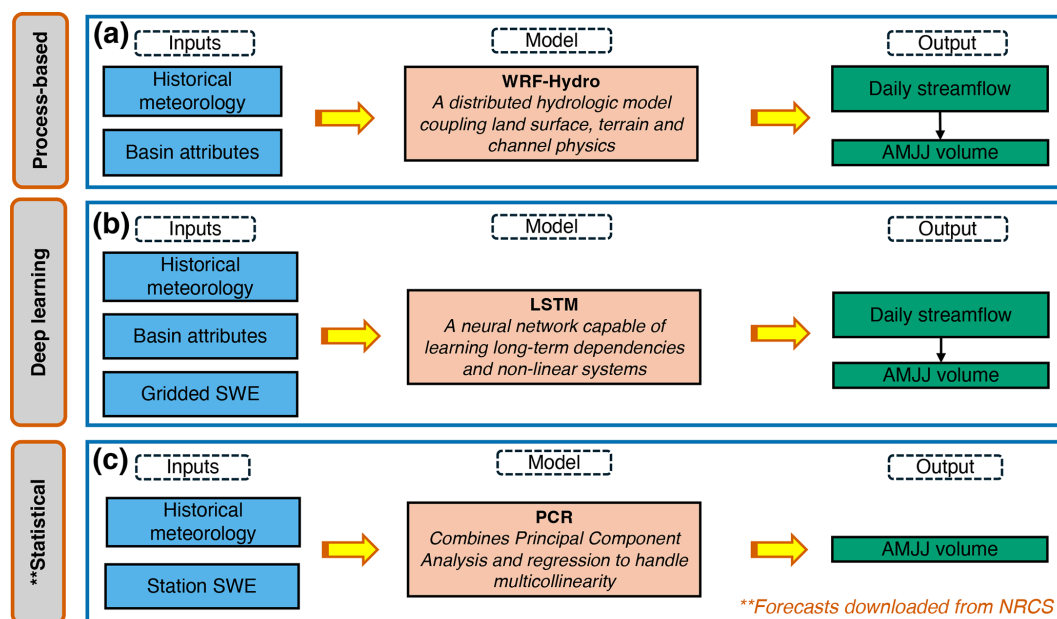 Process-based
(a)
Inputs
Model
Output
Historical
meteorology
Basin attributes
WRF-Hydro
A distributed hydrologic model
coupling land surface, terrain and
channel physics
Daily streamflow
AMJJ volume
Deep learning
(b)
Inputs
Model
Output
Historical
meteorology
Basin attributes
Gridded SWE
LSTM
A neural network capable of
learning long-term dependencies
and non-linear systems
Daily streamflow
AMJJ volume
**Statistical
(c)
Inputs
Model
Output
Historical
meteorology
Station SWE
PCR
Combines Principal Component
Analysis and regression to handle
multicollinearity
AMJJ volume
**Forecasts downloaded from NRCS